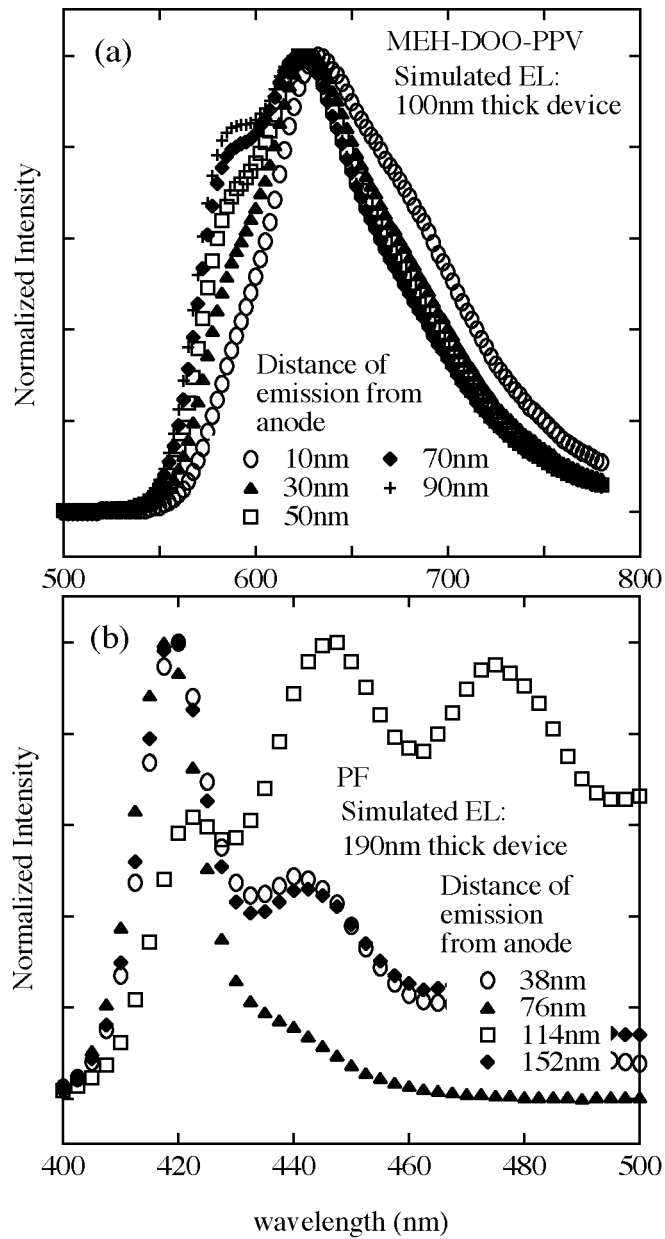 (a)
MEH-DOO-PPV
Simulated EL:
100nm thick device
Normalized Intensity
Distance of
emission from
anode
10nm
70nm
30nm
90nm
50nm
500
600
700
800
(b)
PF
Simulated EL:
190nm thick device
Normalized Intensity
Distance of
emission
from anode
38nm
76nm
114nm
152nm
400
420
440
460
480
500
wavelength (nm)